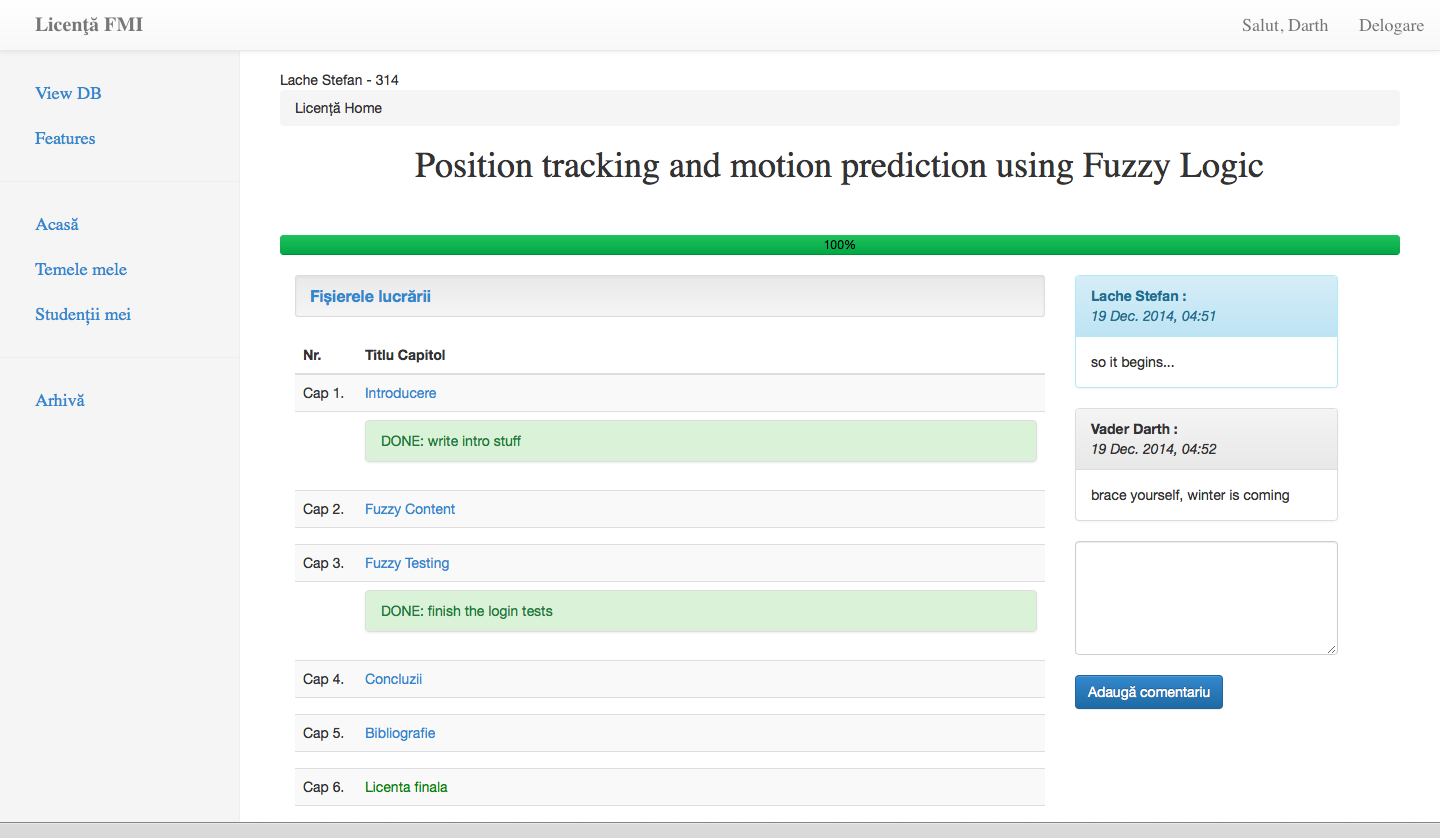 Licenţă FMI
Salut, Darth
Delogare
View DB
Features
Acasă
Temele mele
Studenții mei
Arhivă
Lache Stefan - 314
Licență Home
Position tracking and motion prediction using Fuzzy Logic
100%
Fișierele lucrării
Nr. Titlu Capitol
Cap 1. Introducere
DONE: write intro stuff
Cap 2. Fuzzy Content
Cap 3. Fuzzy Testing
DONE: finish the login tests
Cap 4. Concluzii
Cap 5. Bibliografie
Cap 6. Licenta finala
Lache Stefan :
19 Dec. 2014, 04:51
so it begins...
Vader Darth :
19 Dec. 2014, 04:52
brace yourself, winter is coming
Adaugă comentariu